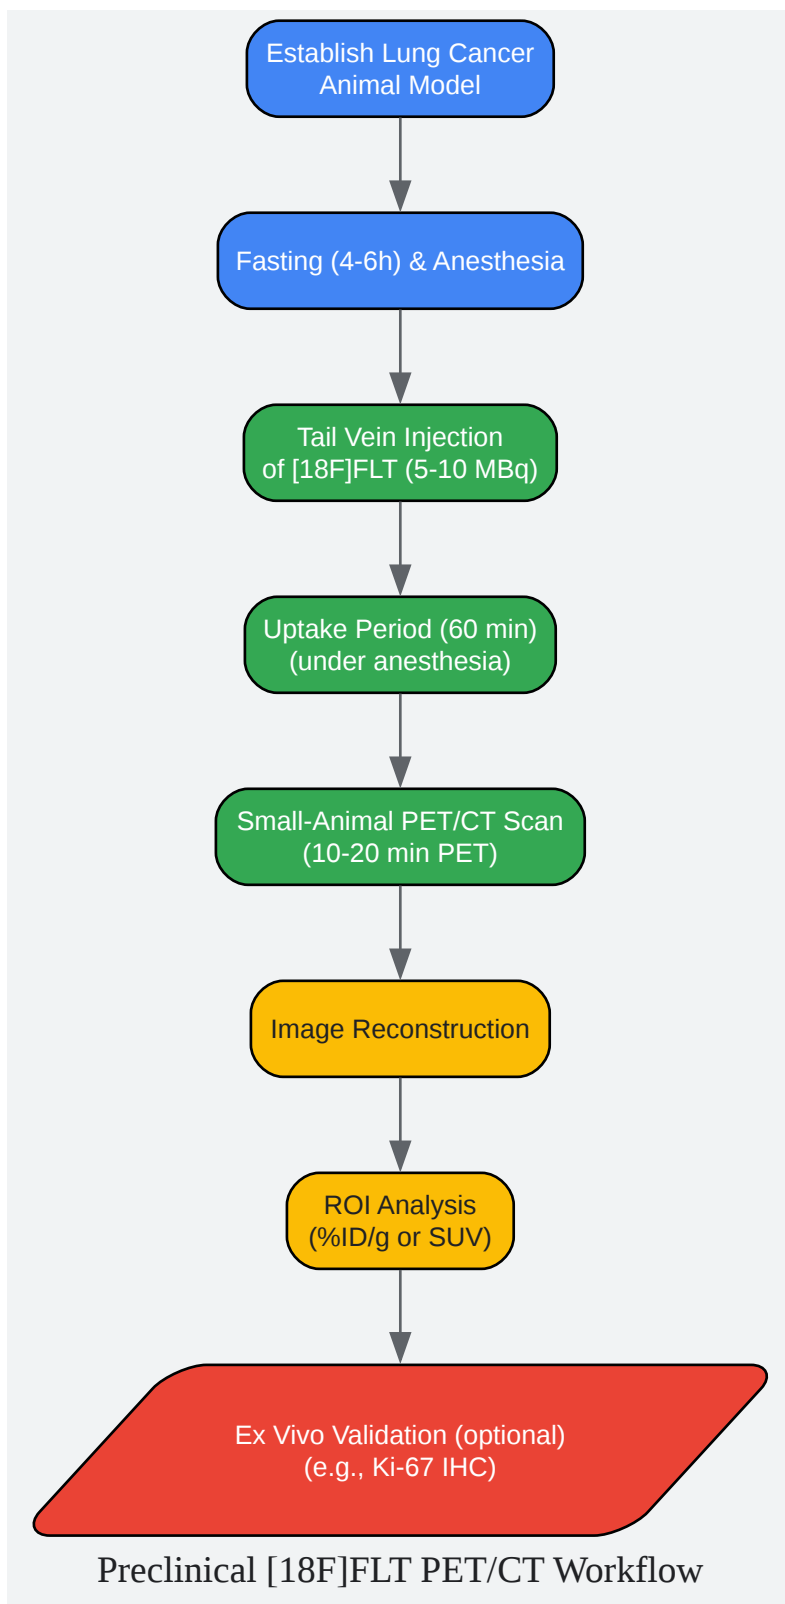 Establish Lung Cancer
Animal Model
Fasting (4-6h) & Anesthesia
Tail Vein Injection
of [18F]FLT (5-10 MBq)
Uptake Period (60 min)
(under anesthesia)
Small-Animal PET/CT Scan
(10-20 min PET)
Image Reconstruction
ROI Analysis
(%ID/g or SUV)
Ex Vivo Validation (optional)
(e.g., Ki-67 IHC)
Preclinical [18F]FLT PET/CT Workflow